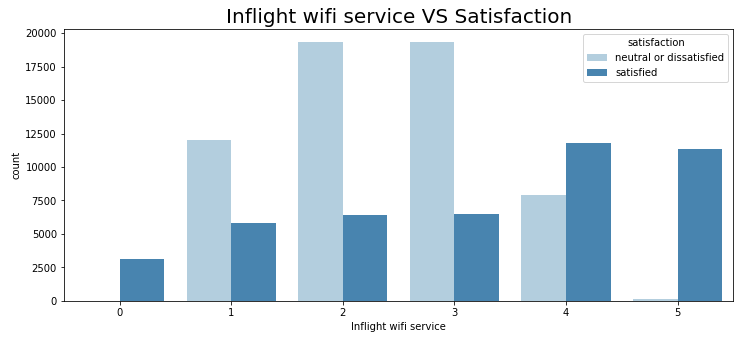 Inflight wifi service VS Satisfaction
satisfaction
neutral or dissatisfied
satisfied
20000
17500
15000
12500
10000
7500
5000
2500
0
count
0 1 2 3 4 5
Inflight wifi service